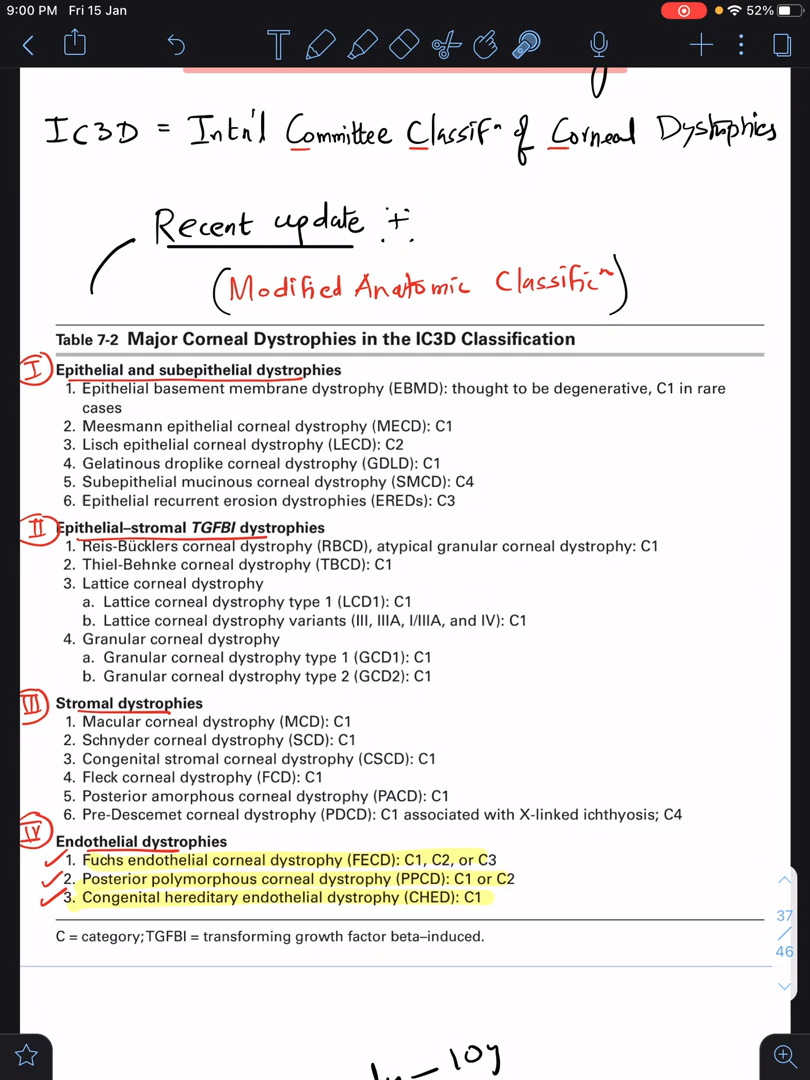 9:00 PM Fri 15 Jan 52%
IC3D = Intn'l Committee Classifⁿ of Corneal Dystrophies
Recent update
(Modified Anatomic Classificⁿ)
Table 7-2 Major Corneal Dystrophies in the IC3D Classification
I Epithelial and subepithelial dystrophies
1. Epithelial basement membrane dystrophy (EBMD): thought to be degenerative, C1 in rare
cases
2. Meesmann epithelial corneal dystrophy (MECD): C1
3. Lisch epithelial corneal dystrophy (LECD): C2
4. Gelatinous droplike corneal dystrophy (GDLD): C1
5. Subepithelial mucinous corneal dystrophy (SMCD): C4
6. Epithelial recurrent erosion dystrophies (EREDs): C3
II Epithelial–stromal TGFBI dystrophies
1. Reis-Bücklers corneal dystrophy (RBCD), atypical granular corneal dystrophy: C1
2. Thiel-Behnke corneal dystrophy (TBCD): C1
3. Lattice corneal dystrophy
a. Lattice corneal dystrophy type 1 (LCD1): C1
b. Lattice corneal dystrophy variants (III, IIIA, I/IIIA, and IV): C1
4. Granular corneal dystrophy
a. Granular corneal dystrophy type 1 (GCD1): C1
b. Granular corneal dystrophy type 2 (GCD2): C1
III Stromal dystrophies
1. Macular corneal dystrophy (MCD): C1
2. Schnyder corneal dystrophy (SCD): C1
3. Congenital stromal corneal dystrophy (CSCD): C1
4. Fleck corneal dystrophy (FCD): C1
5. Posterior amorphous corneal dystrophy (PACD): C1
6. Pre-Descemet corneal dystrophy (PDCD): C1 associated with X-linked ichthyosis; C4
IV Endothelial dystrophies
1. Fuchs endothelial corneal dystrophy (FECD): C1, C2, or C3
2. Posterior polymorphous corneal dystrophy (PPCD): C1 or C2
3. Congenital hereditary endothelial dystrophy (CHED): C1
C = category; TGFBI = transforming growth factor beta–induced.
37
/
46
10y